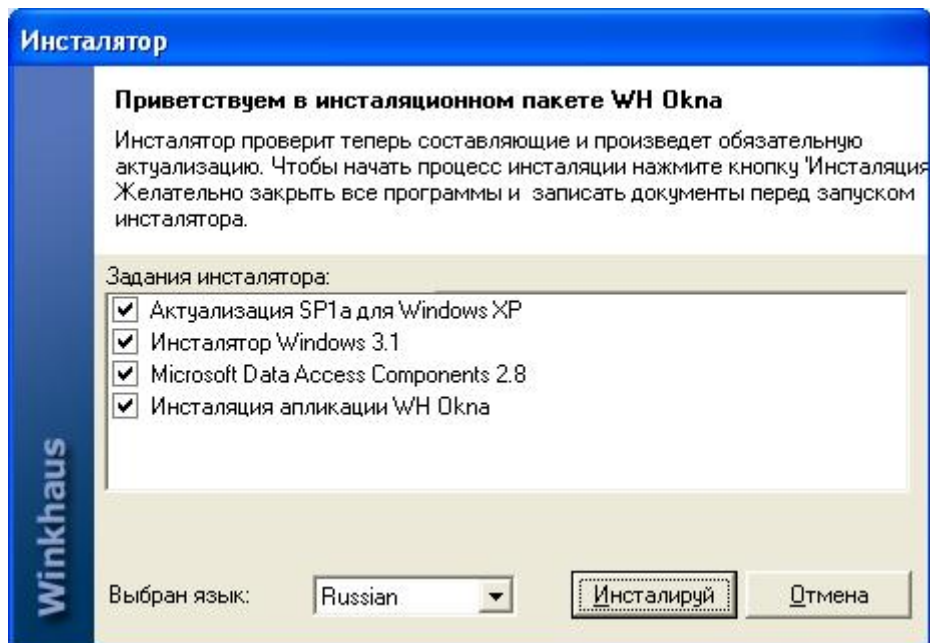 Инсталятор
Приветствуем в инсталяционном пакете WH Okna
Инсталятор проверит теперь составляющие и произведет обязательную
актуализацию. Чтобы начать процесс инсталяции нажмите кнопку 'Инсталяция
Желательно закрыть все программы и записать документы перед запуском
инсталятора.
Задания инсталятора:
Актуализация SP1a для Windows XP
Инсталятор Windows 3.1
Microsoft Data Access Components 2.8
Инсталяция апликации WH Okna
Winkhaus
Выбран язык: Russian Инсталируй Отмена